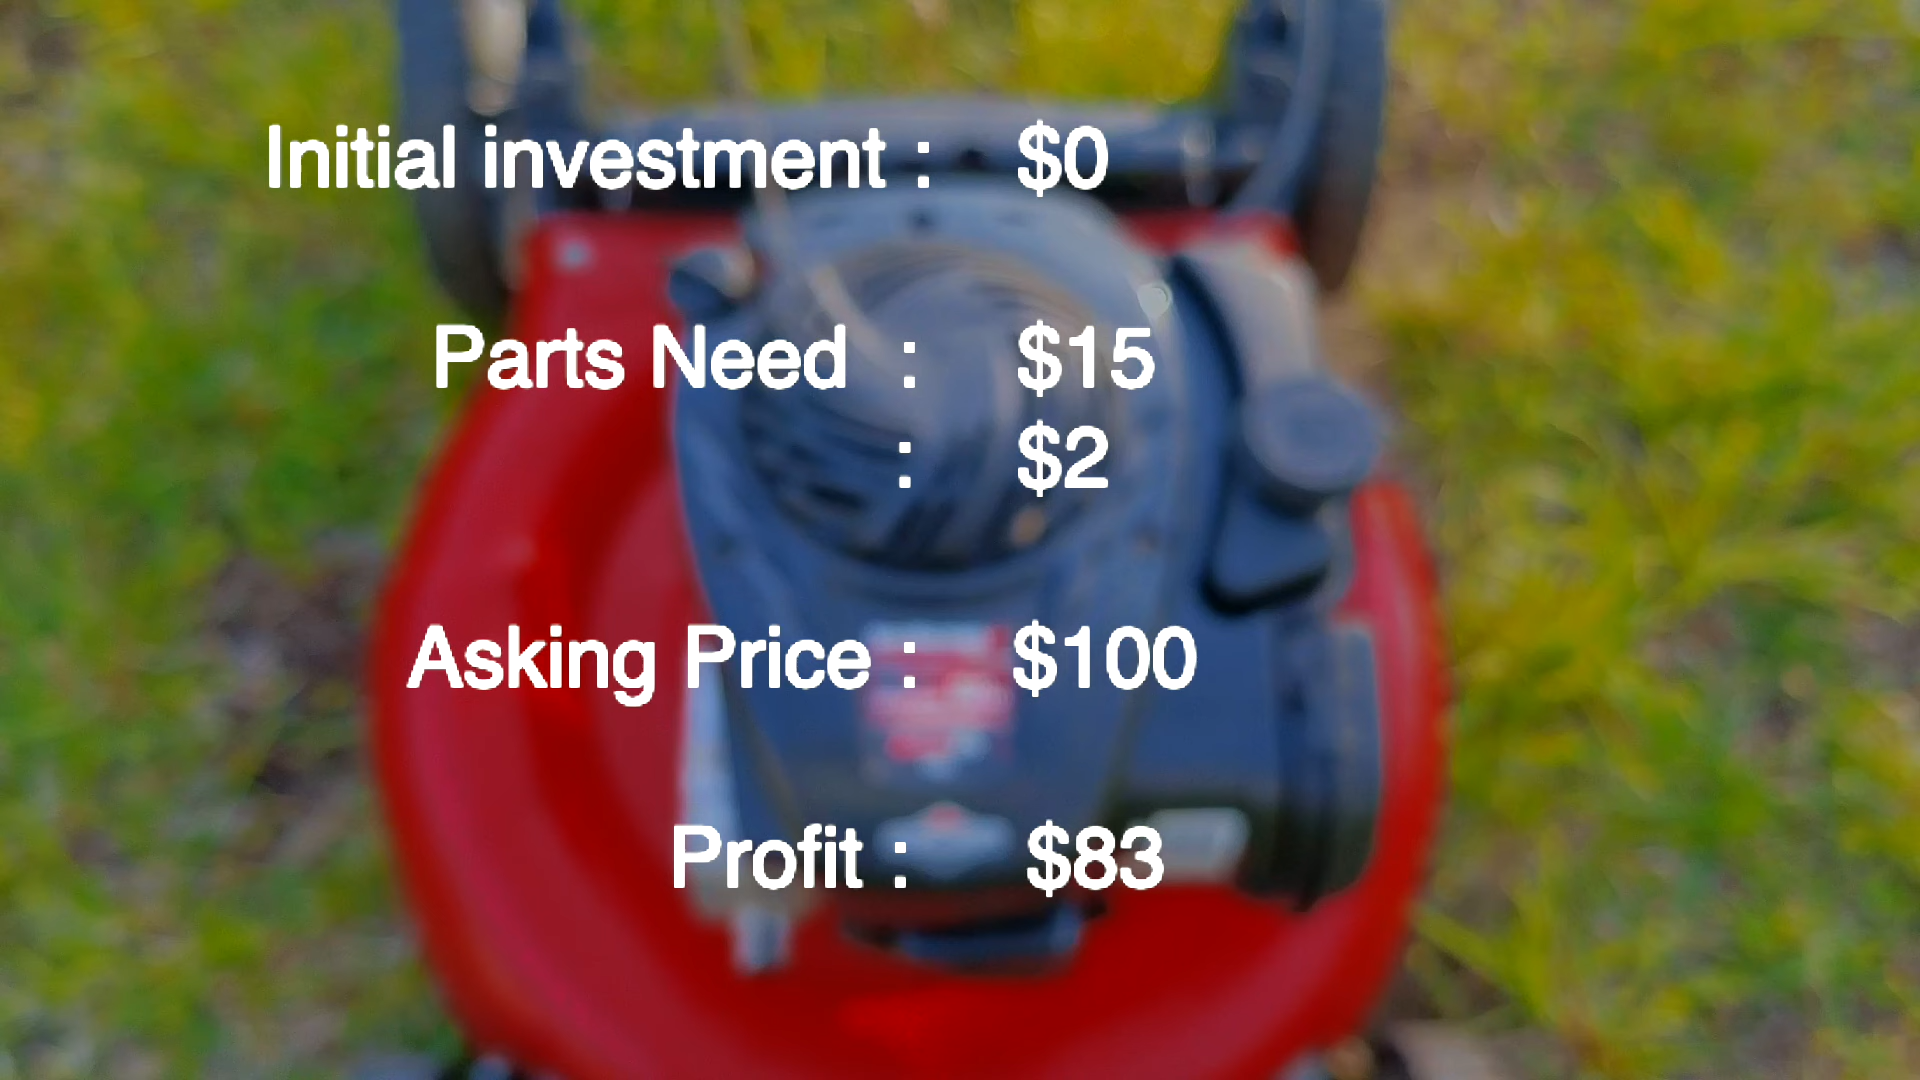 Initial investment : $0
Parts Need : $15
: $2
Asking Price : $100
Profit : $83